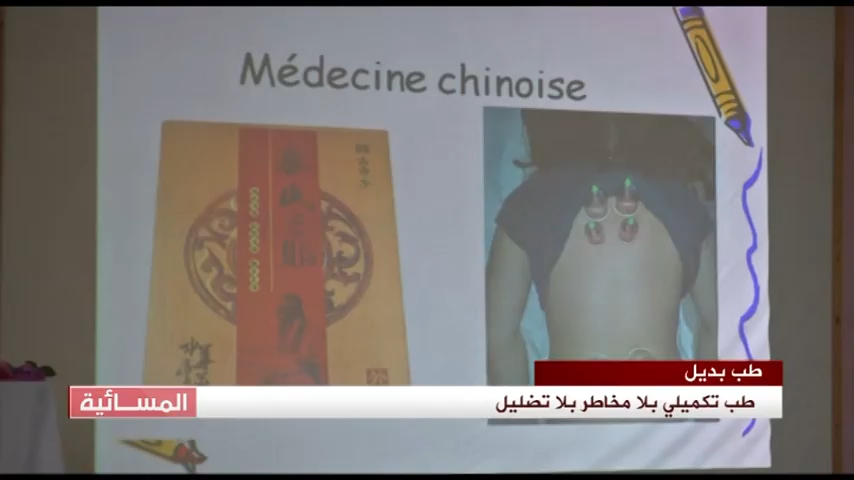 Médecine chinoise
طب بديل
طب تكميلي بلا مخاطر بلا تضليل
المسائية